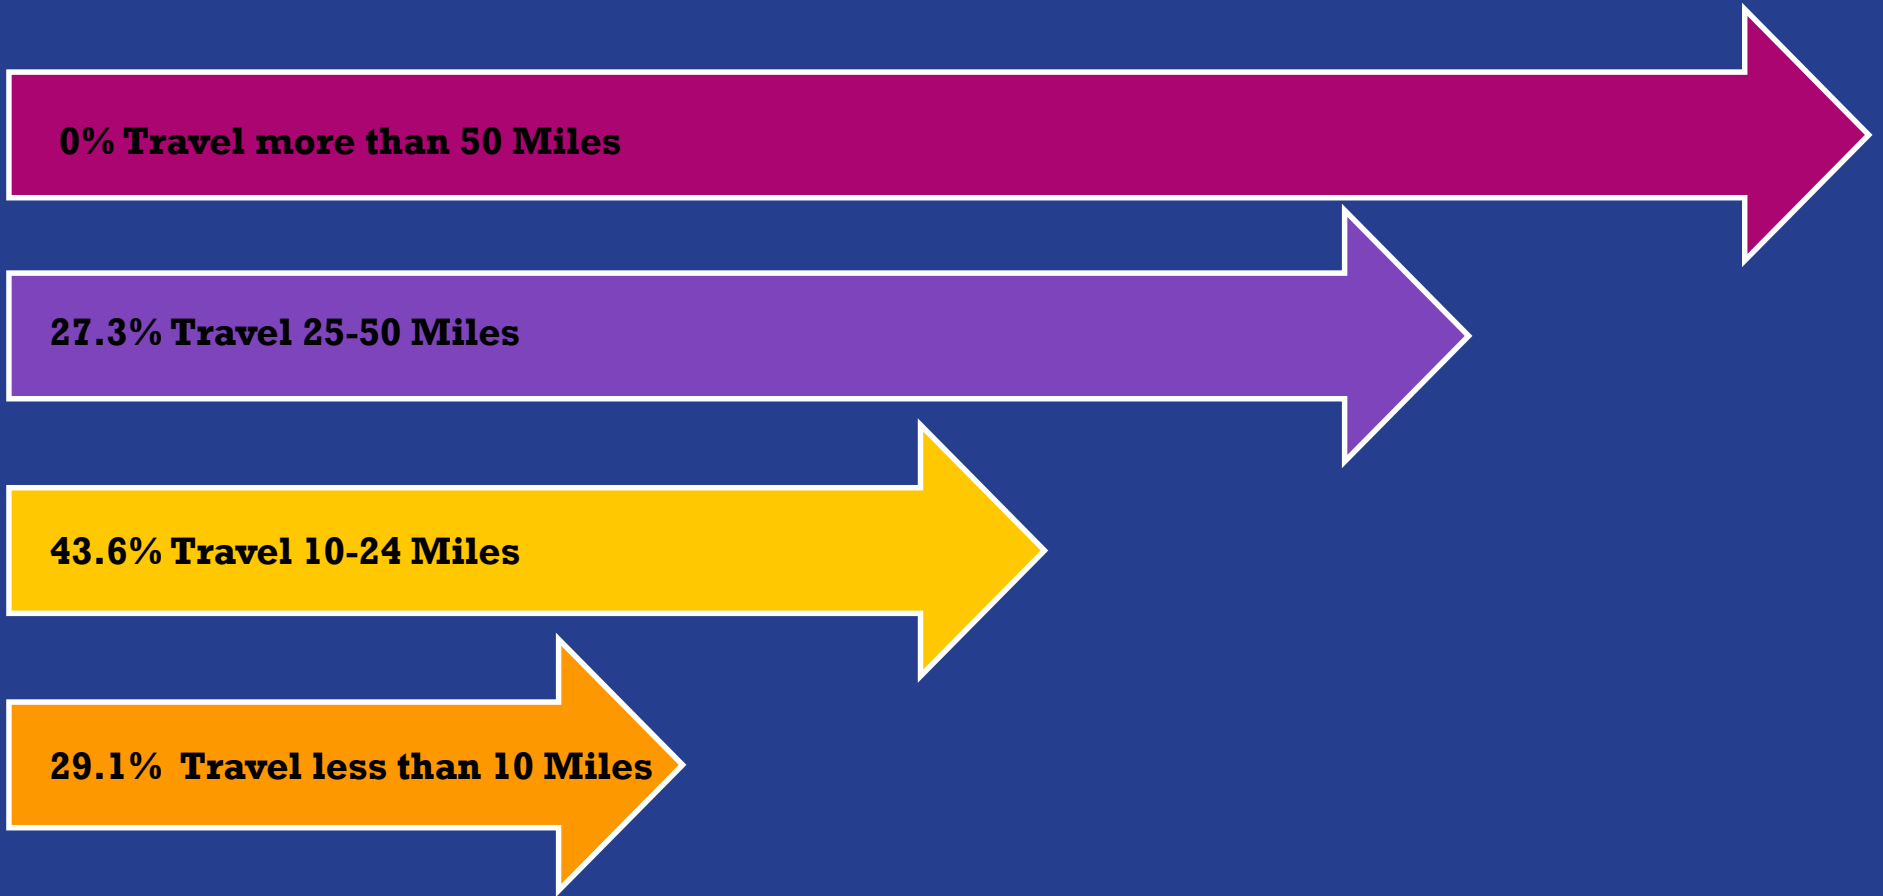 0% Travel more than 50 Miles
27.3% Travel 25-50 Miles
43.6% Travel 10-24 Miles
29.1% Travel less than 10 Miles